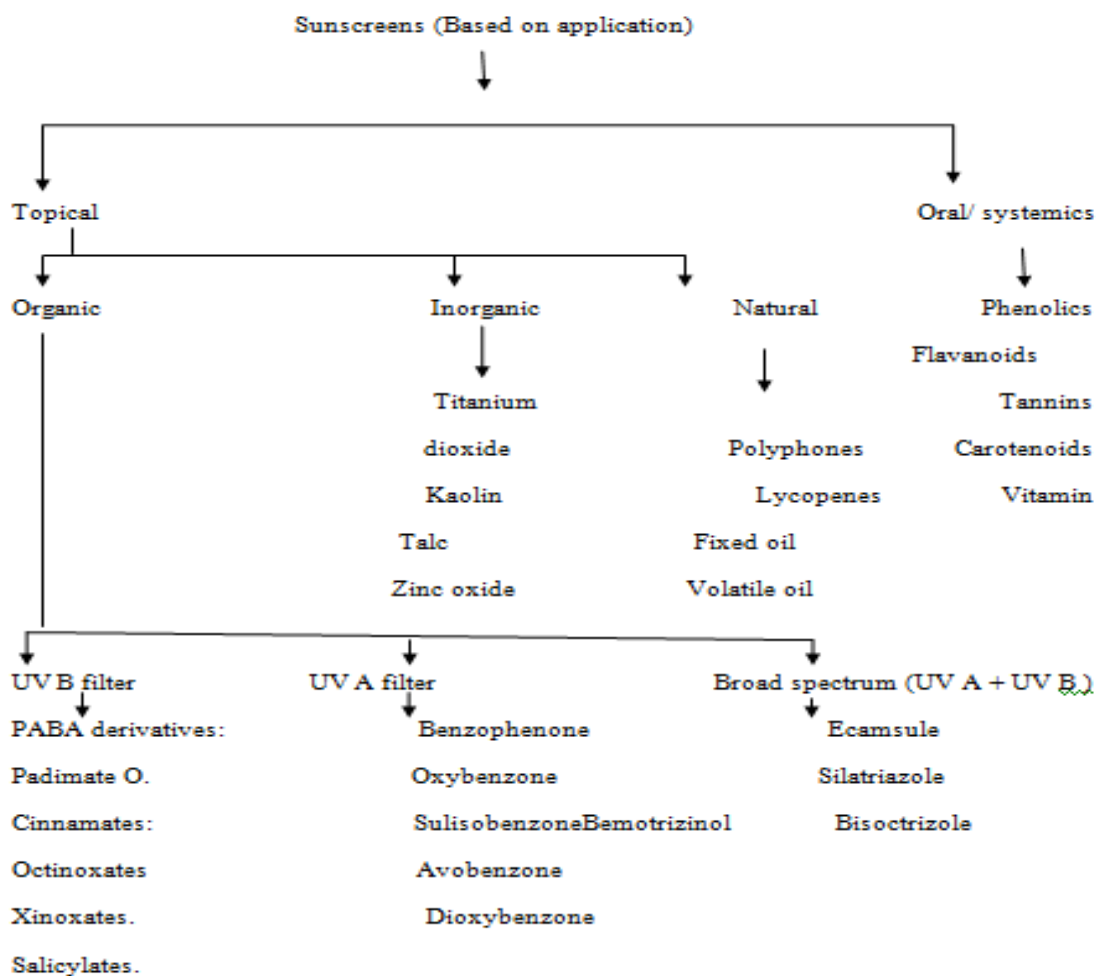 Sunscreens (Based on application)
Topical Oral/ systemics
Organic Inorganic Natural Phenolics
Flavanoids
Titanium Tannins
dioxide Polyphones Carotenoids
Kaolin Lycopenes Vitamin
Talc Fixed oil
Zinc oxide Volatile oil
UV B filter UV A filter Broad spectrum (UV A + UV B )
PABA derivatives: Benzophenone Ecamsule
Padimate O. Oxybenzone Silatriazole
Cinnamates: SulisobenzoneBemotrizinol Bisoctrizole
Octinoxates Avobenzone
Xinoxates. Dioxybenzone
Salicylates.